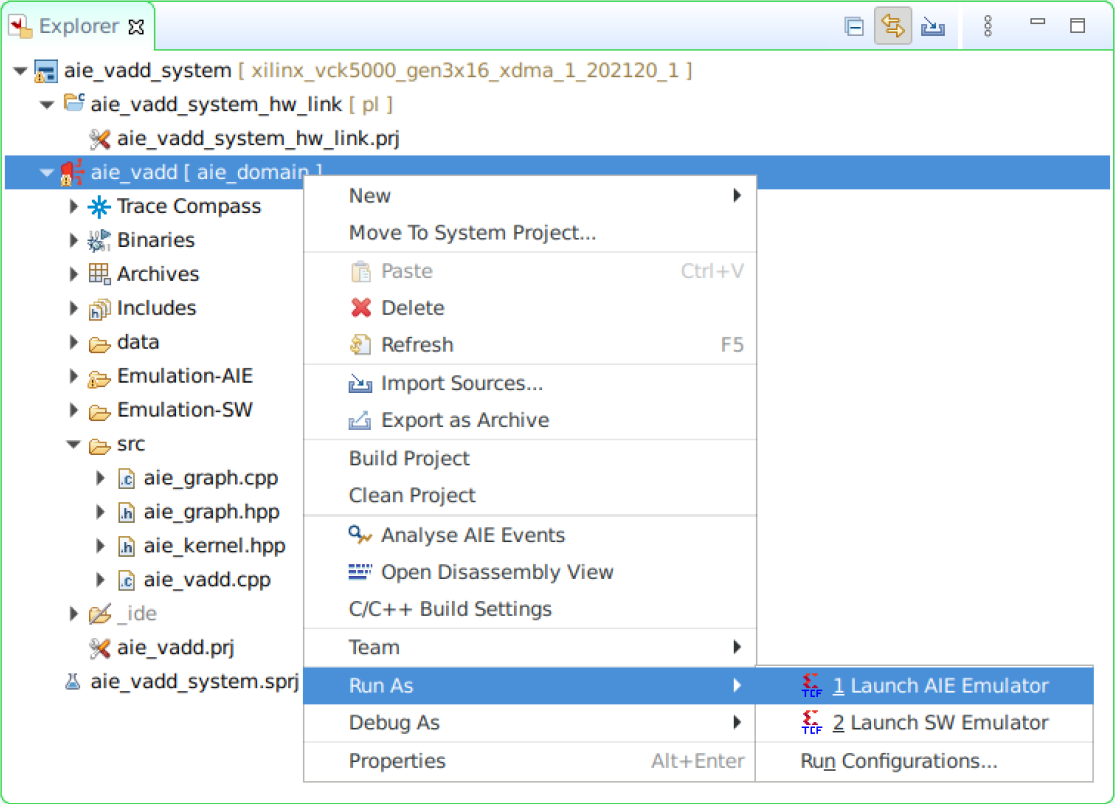 Explorer
aie_vadd_system [ xilinx_vck5000_gen3x16_xdma_1_202120_1 ]
aie_vadd_system_hw_link [ pl ]
aie_vadd_system_hw_link.prj
aie_vadd [ aie_domain ]
Trace Compass
Binaries
Archives
Includes
data
Emulation-AIE
Emulation-SW
src
aie_graph.cpp
aie_graph.hpp
aie_kernel.hpp
aie_vadd.cpp
_ide
aie_vadd.prj
aie_vadd_system.sprj
New
Move To System Project...
Paste Ctrl+V
Delete
Refresh F5
Import Sources...
Export as Archive
Build Project
Clean Project
Analyse AIE Events
Open Disassembly View
C/C++ Build Settings
Team
Run As
Debug As
Properties Alt+Enter
TCF 1 Launch AIE Emulator
TCF 2 Launch SW Emulator
Run Configurations...